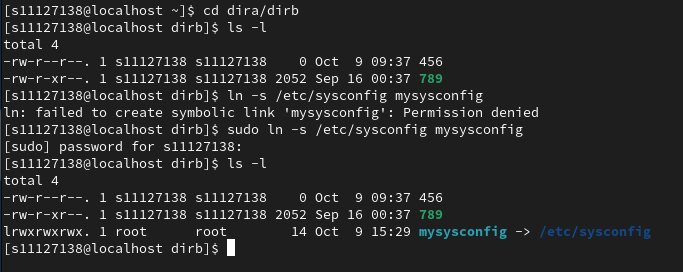 [s11127138@localhost ~]$ cd dira/dirb
[s11127138@localhost dirb]$ ls -l
total 4
-rw-r--r--. 1 s11127138 s11127138    0 Oct  9 09:37 456
-rw-r-xr--. 1 s11127138 s11127138 2052 Sep 16 00:37 789
[s11127138@localhost dirb]$ ln -s /etc/sysconfig mysysconfig
ln: failed to create symbolic link 'mysysconfig': Permission denied
[s11127138@localhost dirb]$ sudo ln -s /etc/sysconfig mysysconfig
[sudo] password for s11127138:
[s11127138@localhost dirb]$ ls -l
total 4
-rw-r--r--. 1 s11127138 s11127138    0 Oct  9 09:37 456
-rw-r-xr--. 1 s11127138 s11127138 2052 Sep 16 00:37 789
lrwxrwxrwx. 1 root      root        14 Oct  9 15:29 mysysconfig -> /etc/sysconfig
[s11127138@localhost dirb]$